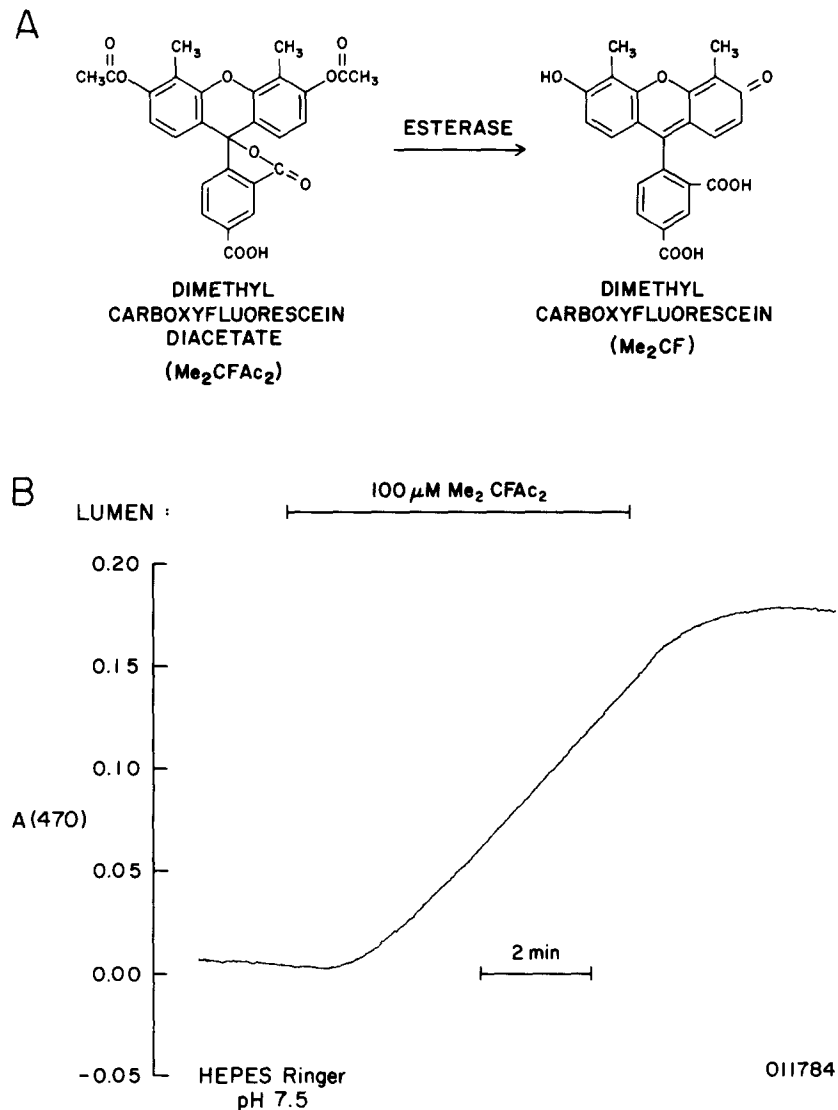 A
O
CH₃CO
CH₃
O
CH₃
O
OCCH₃
O
C
O
COOH
DIMETHYL
CARBOXYFLUORESCEIN
DIACETATE
(Me₂CFAc₂)
ESTERASE
HO
CH₃
O
CH₃
O
COOH
COOH
DIMETHYL
CARBOXYFLUORESCEIN
(Me₂CF)
B
LUMEN :
100 μM Me₂ CFAc₂
0.20
0.15
0.10
A(470)
0.05
0.00
-0.05
2 min
HEPES Ringer
pH 7.5
011784